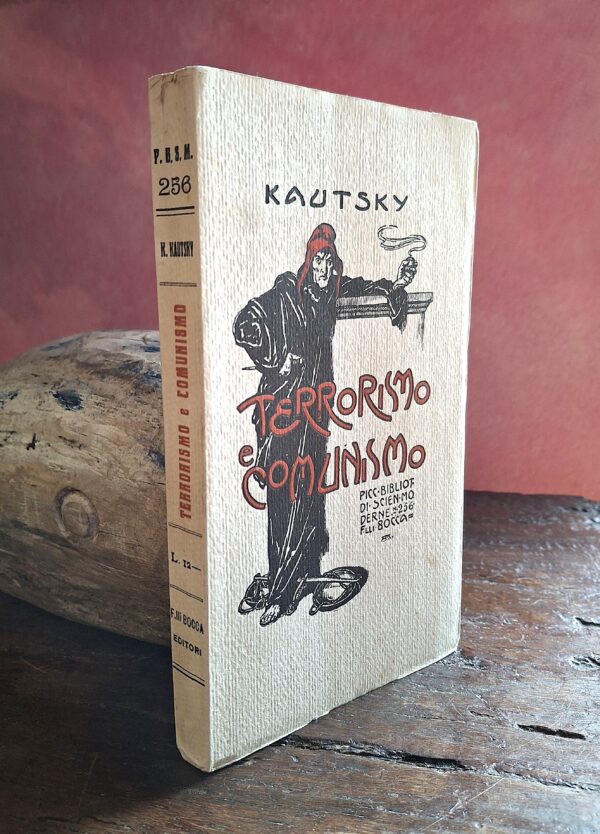 P. B. S. M.
256
K. KAUTSKY
TERRORISMO e COMUNISMO
L. 12—
F.lli BOCCA
EDITORI
KAUTSKY
TERRORISMO
e
COMUNISMO
PICC·BIBLIOT·
DI·SCIEN·MO
DERNE·N·256·
FLLI·BOCCA=